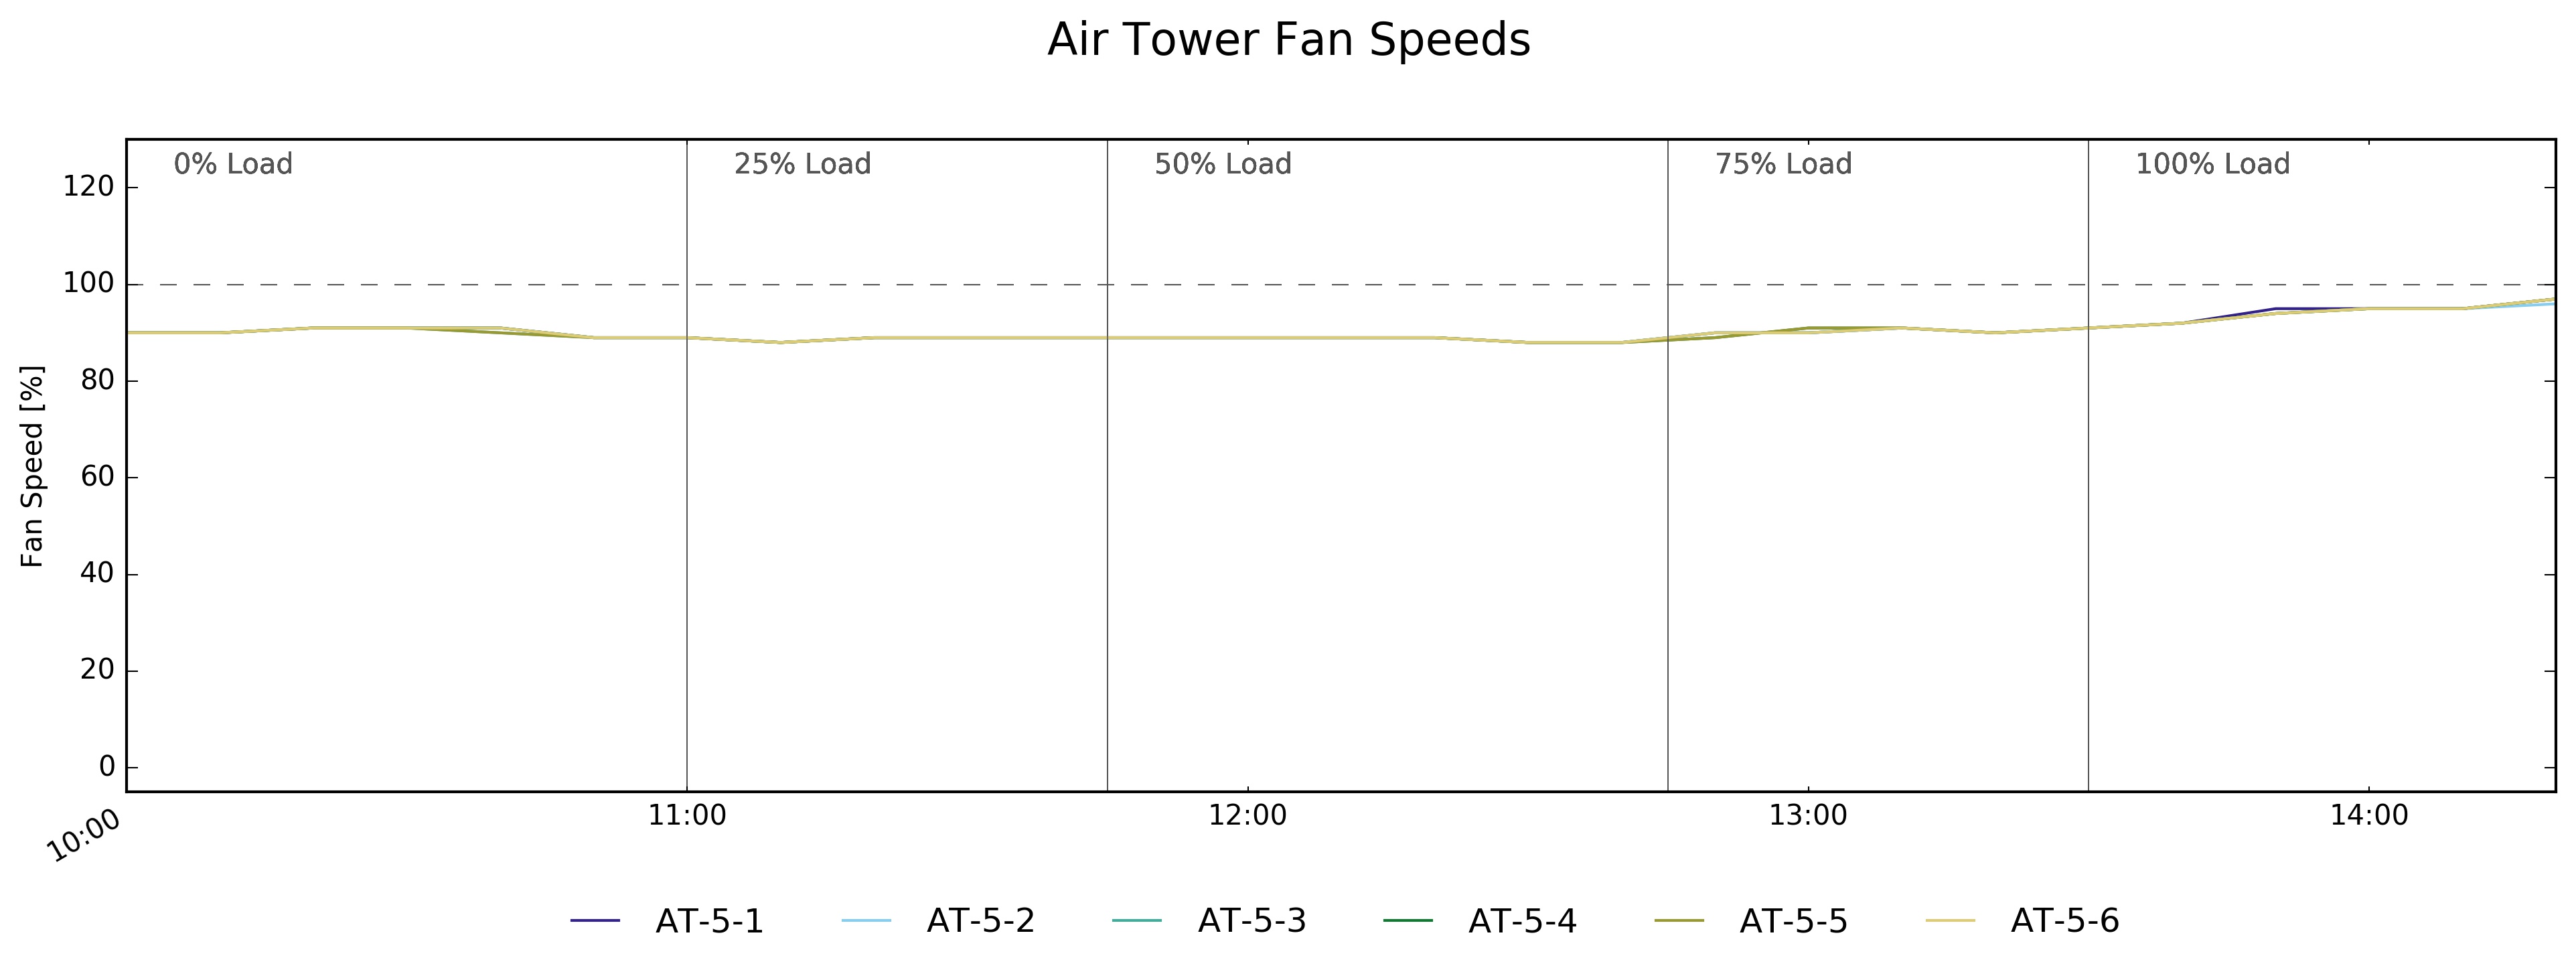 Air Tower Fan Speeds
0% Load 25% Load 50% Load 75% Load 100% Load
120
100
80
60
40
20
0
Fan Speed [%]
10:00 11:00 12:00 13:00 14:00
AT-5-1 AT-5-2 AT-5-3 AT-5-4 AT-5-5 AT-5-6